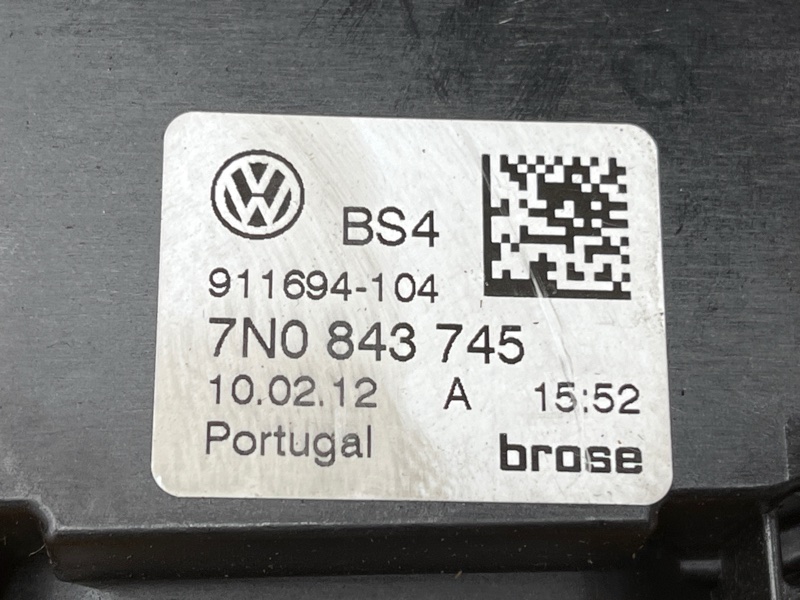 BS4
911694-104
7N0 843 745
10.02.12 A 15:52
Portugal brose